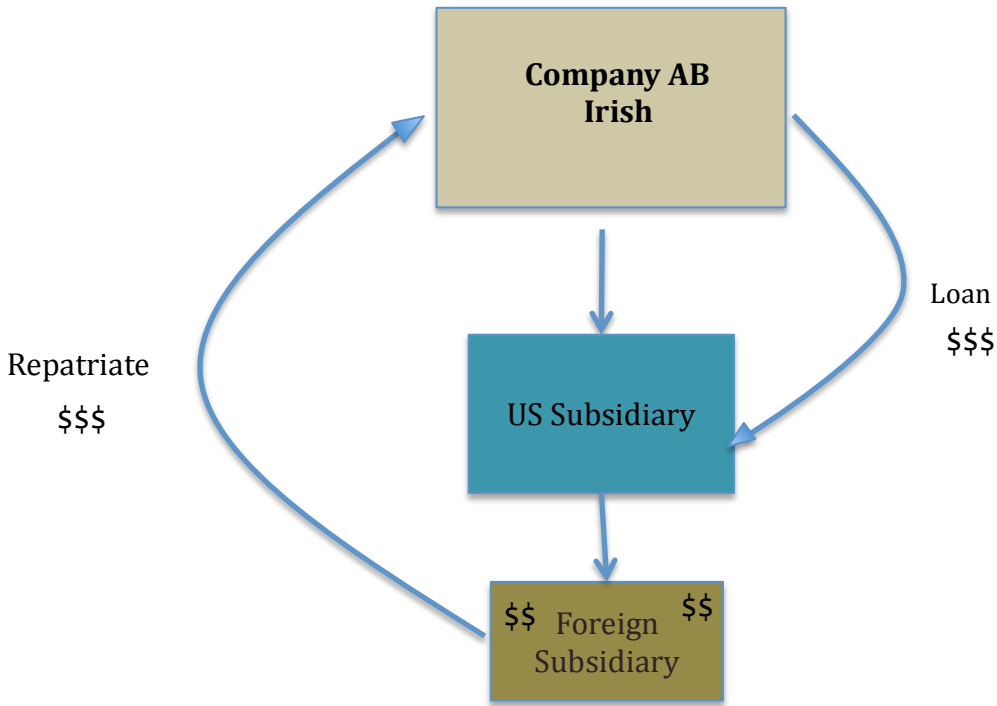 Company AB
Irish
Loan
$$$
Repatriate
$$$
US Subsidiary
$$ Foreign $$
Subsidiary